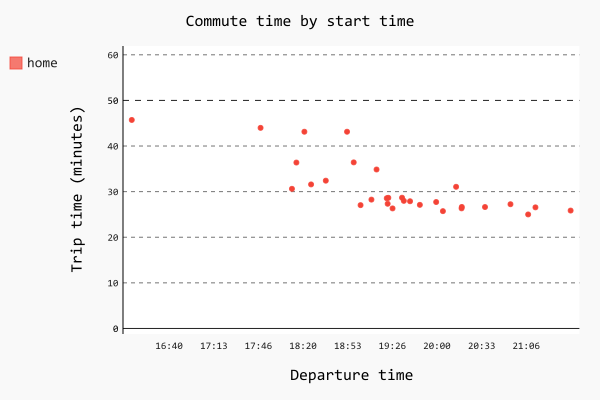 Commute time by start time
home
Trip time (minutes)
60
50
40
30
20
10
0
16:40 17:13 17:46 18:20 18:53 19:26 20:00 20:33 21:06
Departure time